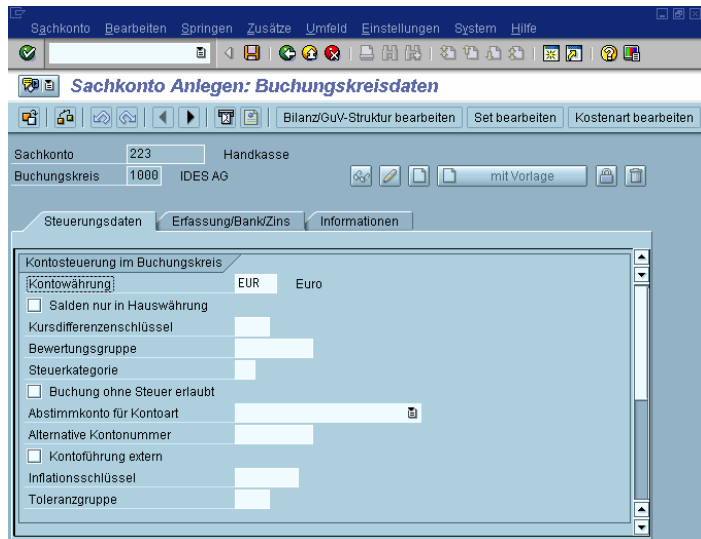 Sachkonto Bearbeiten Springen Zusätze Umfeld Einstellungen System Hilfe
Sachkonto Anlegen: Buchungskreisdaten
Bilanz/GuV-Struktur bearbeiten Set bearbeiten Kostenart bearbeiten
Sachkonto 223 Handkasse
Buchungskreis 1000 IDES AG mit Vorlage
Steuerungsdaten Erfassung/Bank/Zins Informationen
Kontosteuerung im Buchungskreis
Kontowährung EUR Euro
Salden nur in Hauswährung
Kursdifferenzenschlüssel
Bewertungsgruppe
Steuerkategorie
Buchung ohne Steuer erlaubt
Abstimmkonto für Kontoart
Alternative Kontonummer
Kontoführung extern
Inflationsschlüssel
Toleranzgruppe